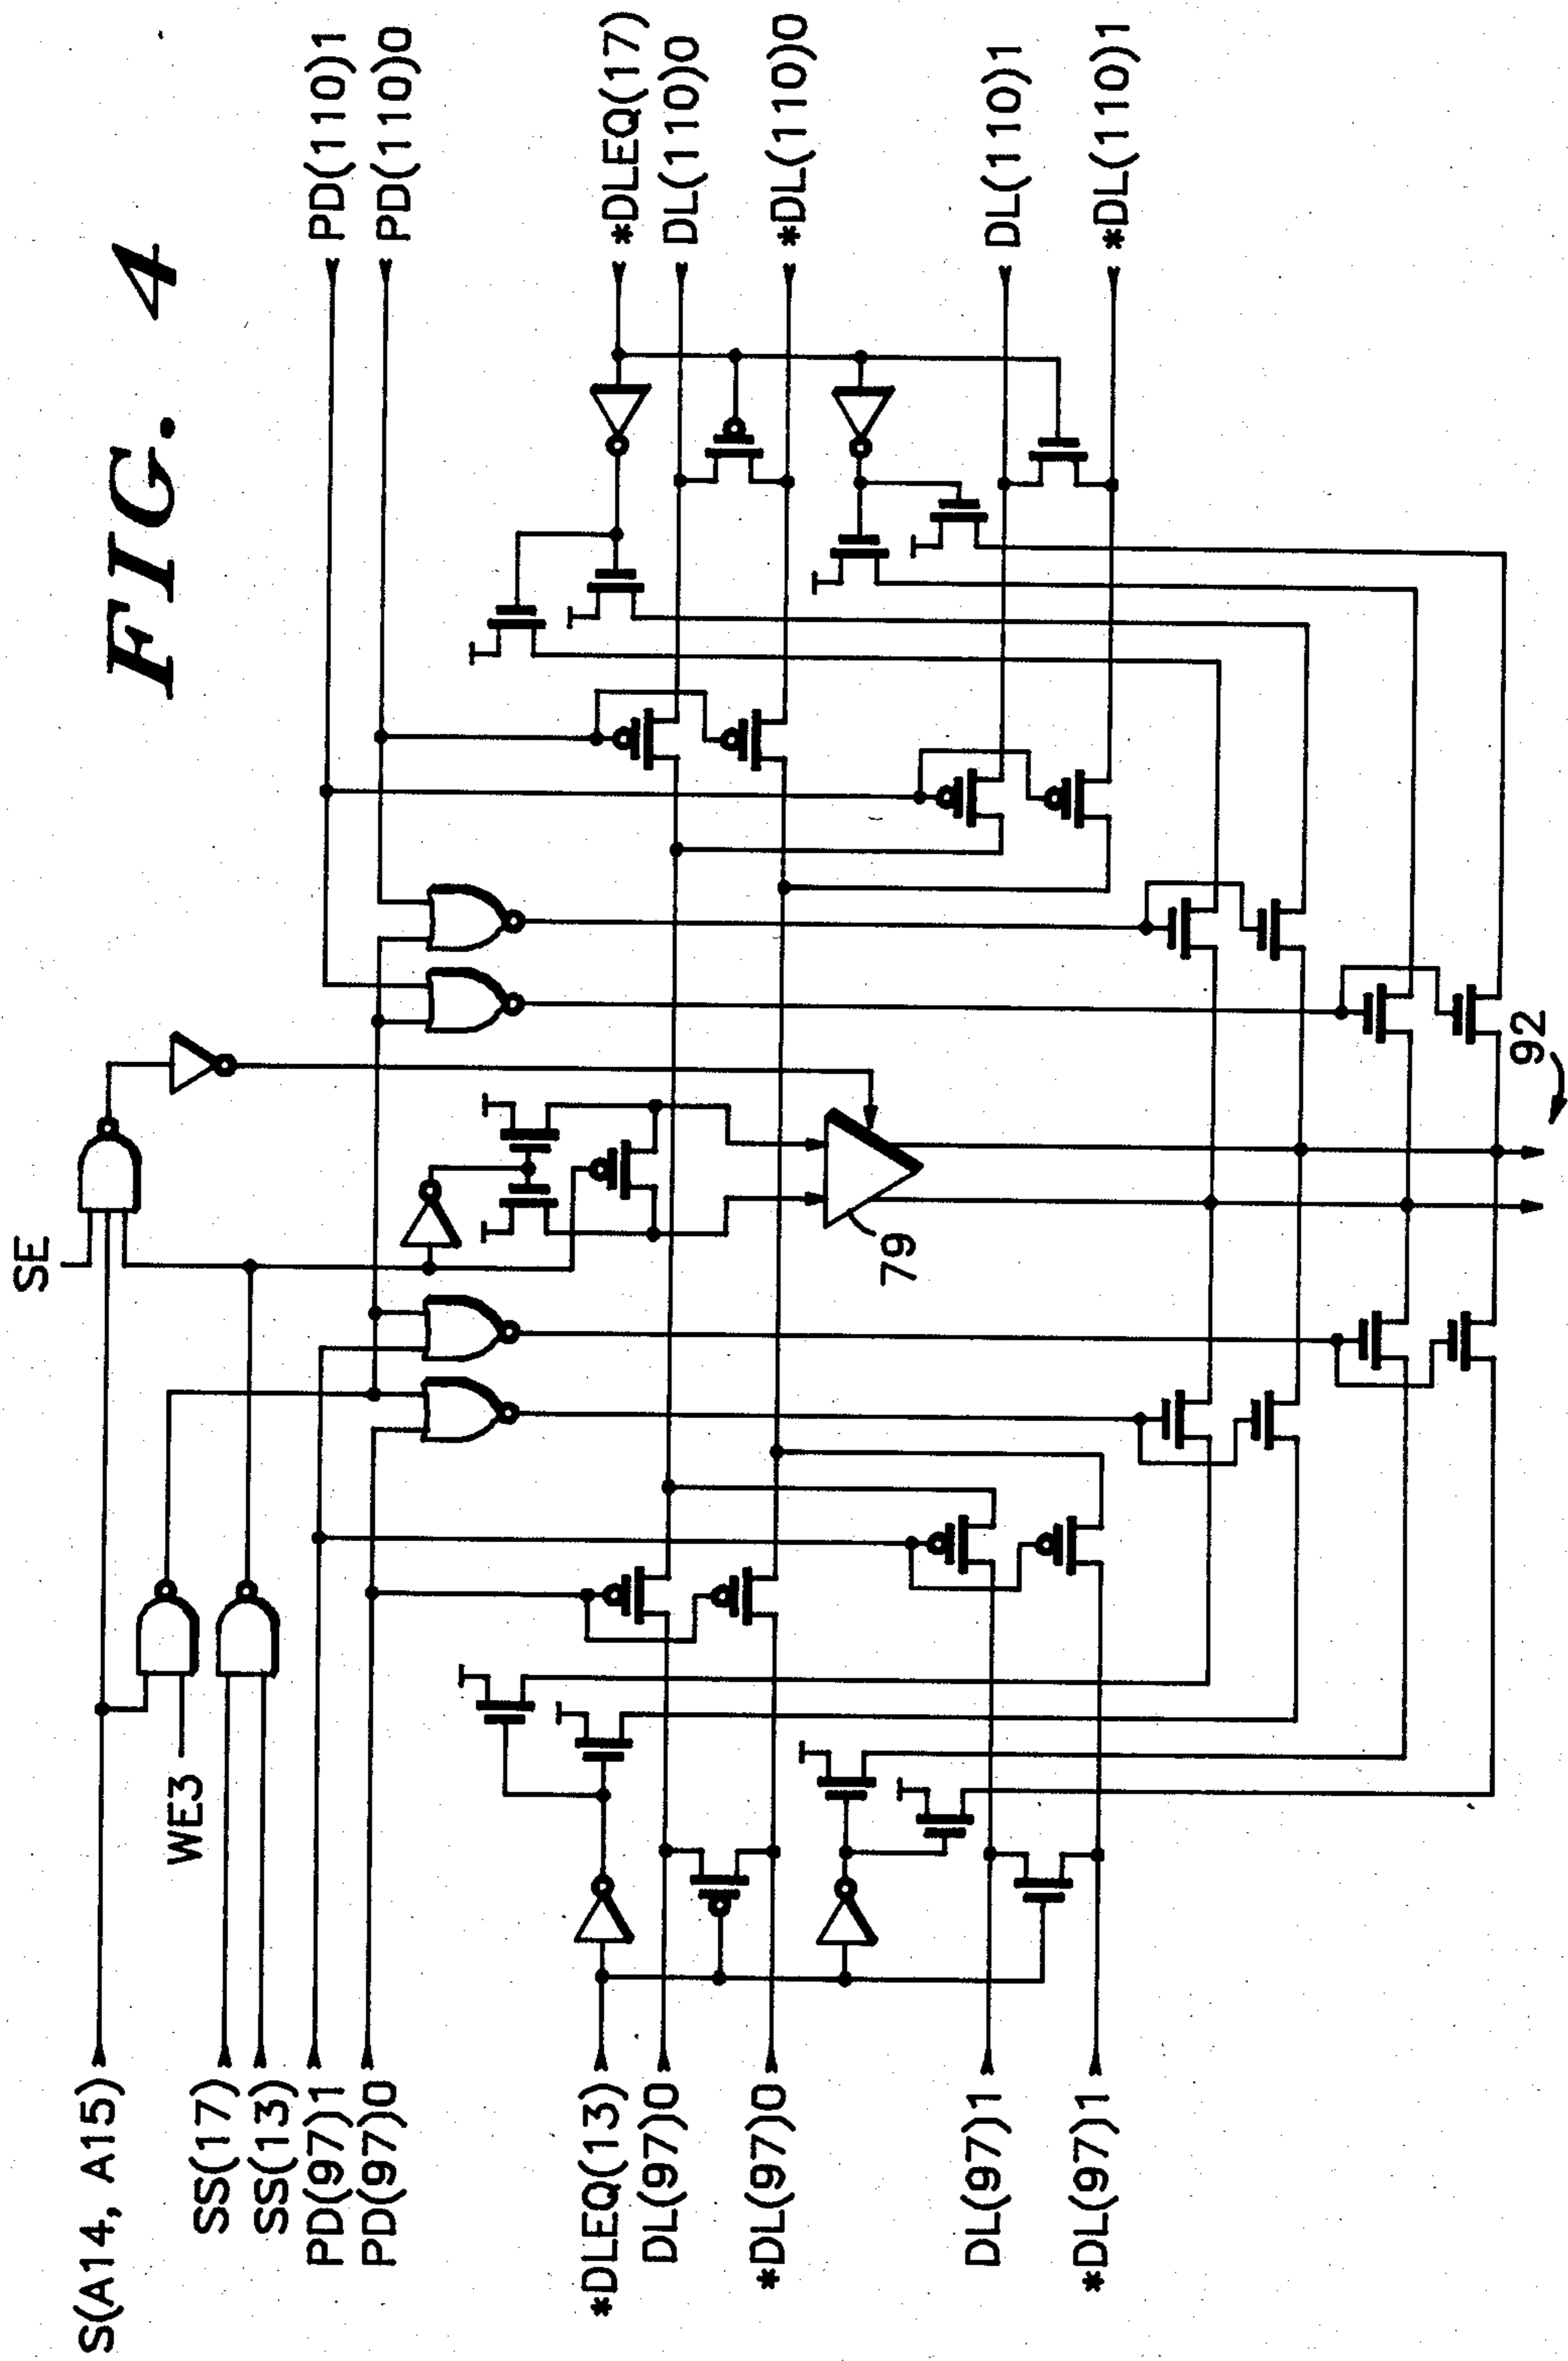 FIG. 4
SE
S(A14, A15)
WE3
SS(17)
SS(13)
PD(97)1
PD(97)0
*DLEQ(13)
DL(97)0
*DL(97)0
DL(97)1
*DL(97)1
PD(110)1
PD(110)0
*DLEQ(17)
DL(110)0
*DL(110)0
DL(110)1
*DL(110)1
79
92